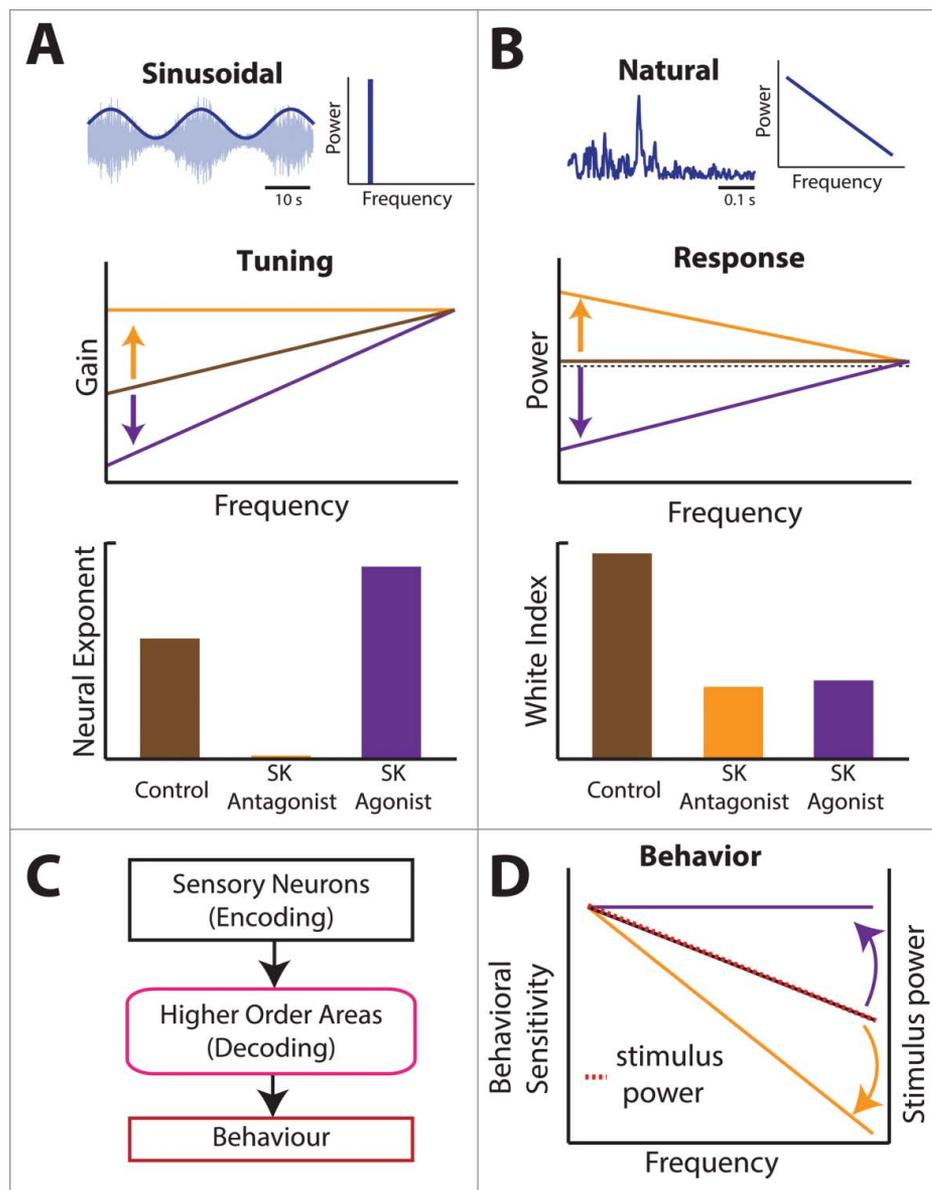 A
Sinusoidal
Power
10 s
Frequency
Tuning
Gain
Frequency
Neural Exponent
Control
SK
Antagonist
SK
Agonist
B
Natural
Power
0.1 s
Frequency
Response
Power
Frequency
White Index
Control
SK
Antagonist
SK
Agonist
C
Sensory Neurons
(Encoding)
Higher Order Areas
(Decoding)
Behaviour
D
Behavior
Behavioral
Sensitivity
stimulus
power
Stimulus power
Frequency